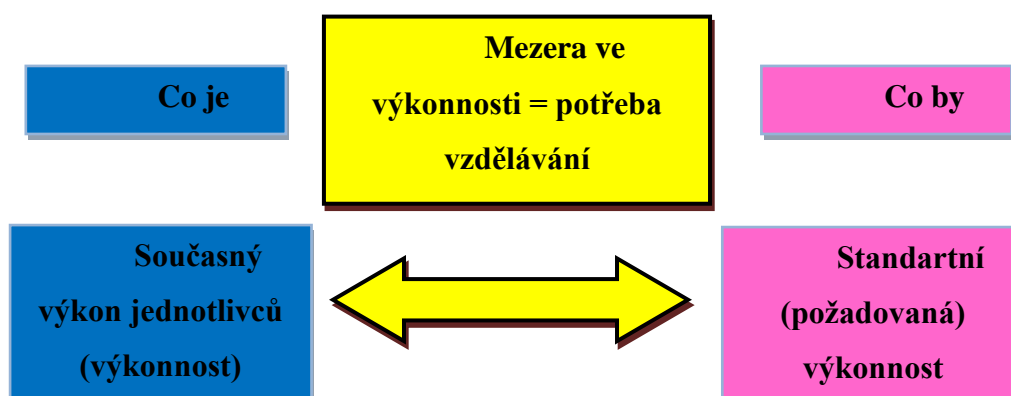 Co je
Mezera ve
výkonnosti = potřeba
vzdělávání
Co by
Současný
výkon jednotlivců
(výkonnost)
Standartní
(požadovaná)
výkonnost